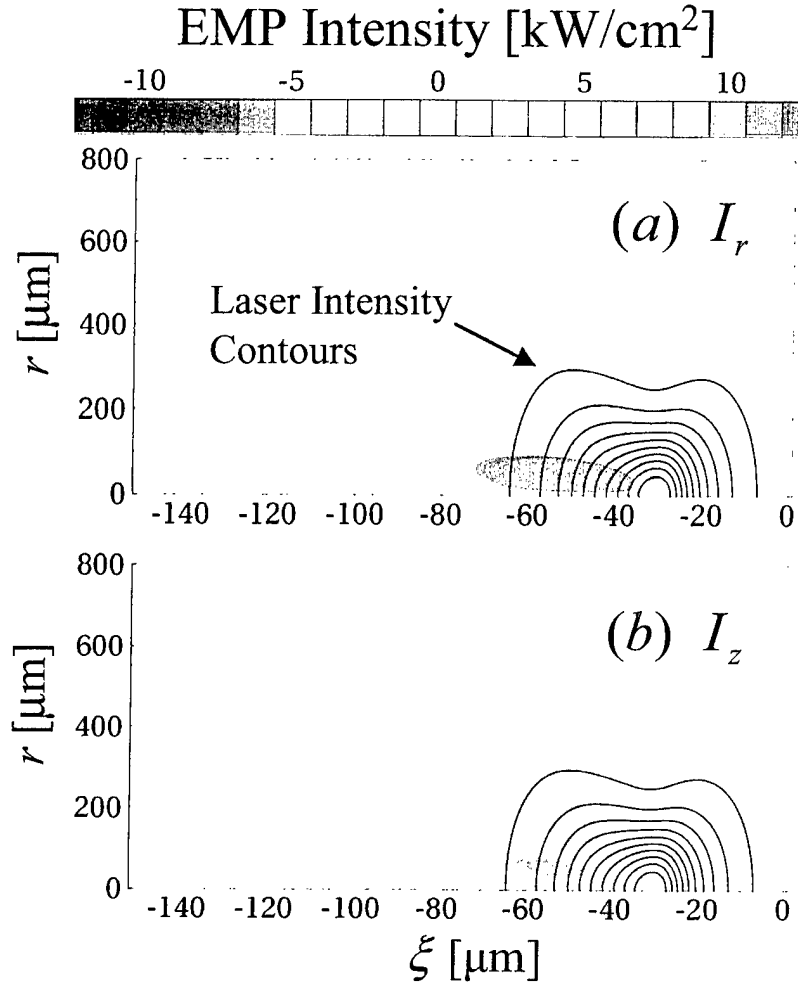 EMP Intensity [kW/cm²]
-10 -5 0 5 10
800
600
400
200
0
r [μm]
(a) I_r
Laser Intensity
Contours
-140 -120 -100 -80 -60 -40 -20 0
800
600
400
200
0
r [μm]
(b) I_z
-140 -120 -100 -80 -60 -40 -20 0
ξ [μm]